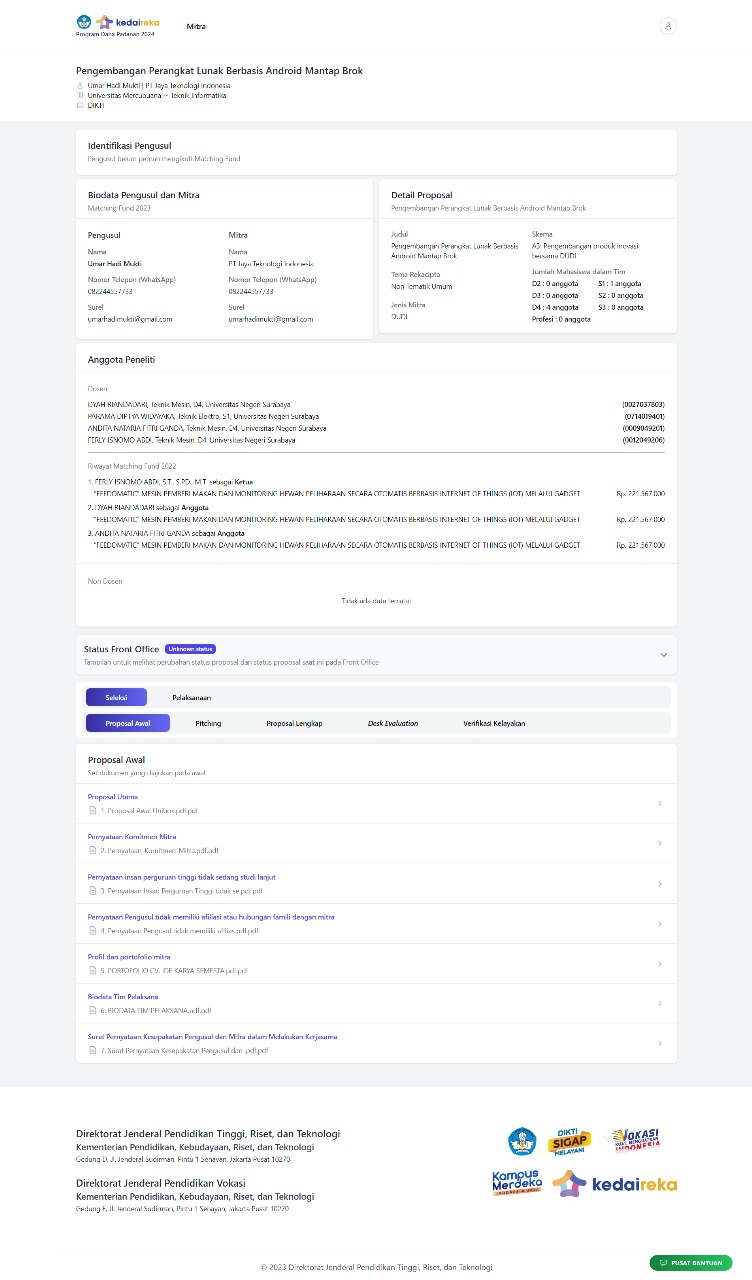 kedaireka
Program Dana Padanan 2024
Mitra
Pengembangan Perangkat Lunak Berbasis Android Mantap Brok
Umar Hadi Mukti | PT Jaya Teknologi Indonesia
Universitas Mercubuana -- Teknik Informatika
DIKTI
Identifikasi Pengusul
Pengusul belum pernah mengikuti Matching Fund
Biodata Pengusul dan Mitra
Matching Fund 2023
Pengusul
Mitra
Nama
Nama
Umar Hadi Mukti
PT Jaya Teknologi Indonesia
Nomor Telepon (WhatsApp)
Nomor Telepon (WhatsApp)
082244557733
082244557733
Surel
Surel
umarhadimukti@gmail.com
umarhadimukti@gmail.com
Detail Proposal
Pengembangan Perangkat Lunak Berbasis Android Mantap Brok
Judul
Pengembangan Perangkat Lunak Berbasis
Android Mantap Brok
Tema Rekacipta
Non Tematik Umum
Jenis Mitra
DUDI
Skema
A3: Pengembangan produk inovasi
bersama DUDI
Jumlah Mahasiswa dalam Tim
D2 : 0 anggota
S1 : 1 anggota
D3 : 0 anggota
S2 : 0 anggota
D4 : 4 anggota
S3 : 0 anggota
Profesi : 0 anggota
Anggota Peneliti
Dosen
DYAH RIANDADARI, Teknik Mesin, D4, Universitas Negeri Surabaya (0027037803)
PARAMA DIPTYA WIDAYAKA, Teknik Elektro, S1, Universitas Negeri Surabaya (0714019401)
ANDITA NATARIA FITRI GANDA, Teknik Mesin, D4, Universitas Negeri Surabaya (0009049201)
FERLY ISNOMO ABDI, Teknik Mesin, D4, Universitas Negeri Surabaya (0012049206)
Riwayat Matching Fund 2022
1. FERLY ISNOMO ABDI, S.T., S.PD., M.T. sebagai Ketua
"FEEDOMATIC" MESIN PEMBERI MAKAN DAN MONITORING HEWAN PELIHARAAN SECARA OTOMATIS BERBASIS INTERNET OF THINGS (IOT) MELALUI GADGET Rp. 221.567.000
2. DYAH RIANDADARI sebagai Anggota
"FEEDOMATIC" MESIN PEMBERI MAKAN DAN MONITORING HEWAN PELIHARAAN SECARA OTOMATIS BERBASIS INTERNET OF THINGS (IOT) MELALUI GADGET Rp. 221.567.000
3. ANDITA NATARIA FITRI GANDA sebagai Anggota
"FEEDOMATIC" MESIN PEMBERI MAKAN DAN MONITORING HEWAN PELIHARAAN SECARA OTOMATIS BERBASIS INTERNET OF THINGS (IOT) MELALUI GADGET Rp. 221.567.000
Non Dosen
Tidak ada data tercatat
Status Front Office
Unknown status
Tampilan untuk melihat perubahan status proposal dan status proposal saat ini pada Front Office
Seleksi
Pelaksanaan
Proposal Awal
Pitching
Proposal Lengkap
Desk Evaluation
Verifikasi Kelayakan
Proposal Awal
Set dokumen yang diajukan pada awal
Proposal Utama
1. Proposal Awal Unibox.pdf.pdf
Pernyataan Komitmen Mitra
2. Pernyataan Komitmen Mitra.pdf.pdf
Pernyataan insan perguruan tinggi tidak sedang studi lanjut
3. Pernyataan Insan Perguruan Tinggi tidak se.pdf.pdf
Pernyataan Pengusul tidak memiliki afiliasi atau hubungan famili dengan mitra
4. Pernyataan Pengusul tidak memiliki afilias.pdf.pdf
Profil dan portofolio mitra
5. PORTOFOLIO CV. IDE KARYA SEMESTA.pdf.pdf
Biodata Tim Pelaksana
6. BIODATA TIM PELAKSANA.pdf.pdf
Surat Pernyataan Kesepakatan Pengusul dan Mitra dalam Melakukan Kerjasama
7. Surat Pernyataan Kesepakatan Pengusul dan .pdf.pdf
Direktorat Jenderal Pendidikan Tinggi, Riset, dan Teknologi
Kementerian Pendidikan, Kebudayaan, Riset, dan Teknologi
Gedung D, Jl. Jenderal Sudirman, Pintu 1 Senayan, Jakarta Pusat 10270
Direktorat Jenderal Pendidikan Vokasi
Kementerian Pendidikan, Kebudayaan, Riset, dan Teknologi
Gedung E, Jl. Jenderal Sudirman, Pintu 1 Senayan, Jakarta Pusat 10270
DIKTI
SIGAP
MELAYANI
VOKASI
KUAT, MENGUATKAN
INDONESIA
Kampus
Merdeka
INDONESIA JAYA
kedaireka
© 2023 Direktorat Jenderal Pendidikan Tinggi, Riset, dan Teknologi
PUSAT BANTUAN